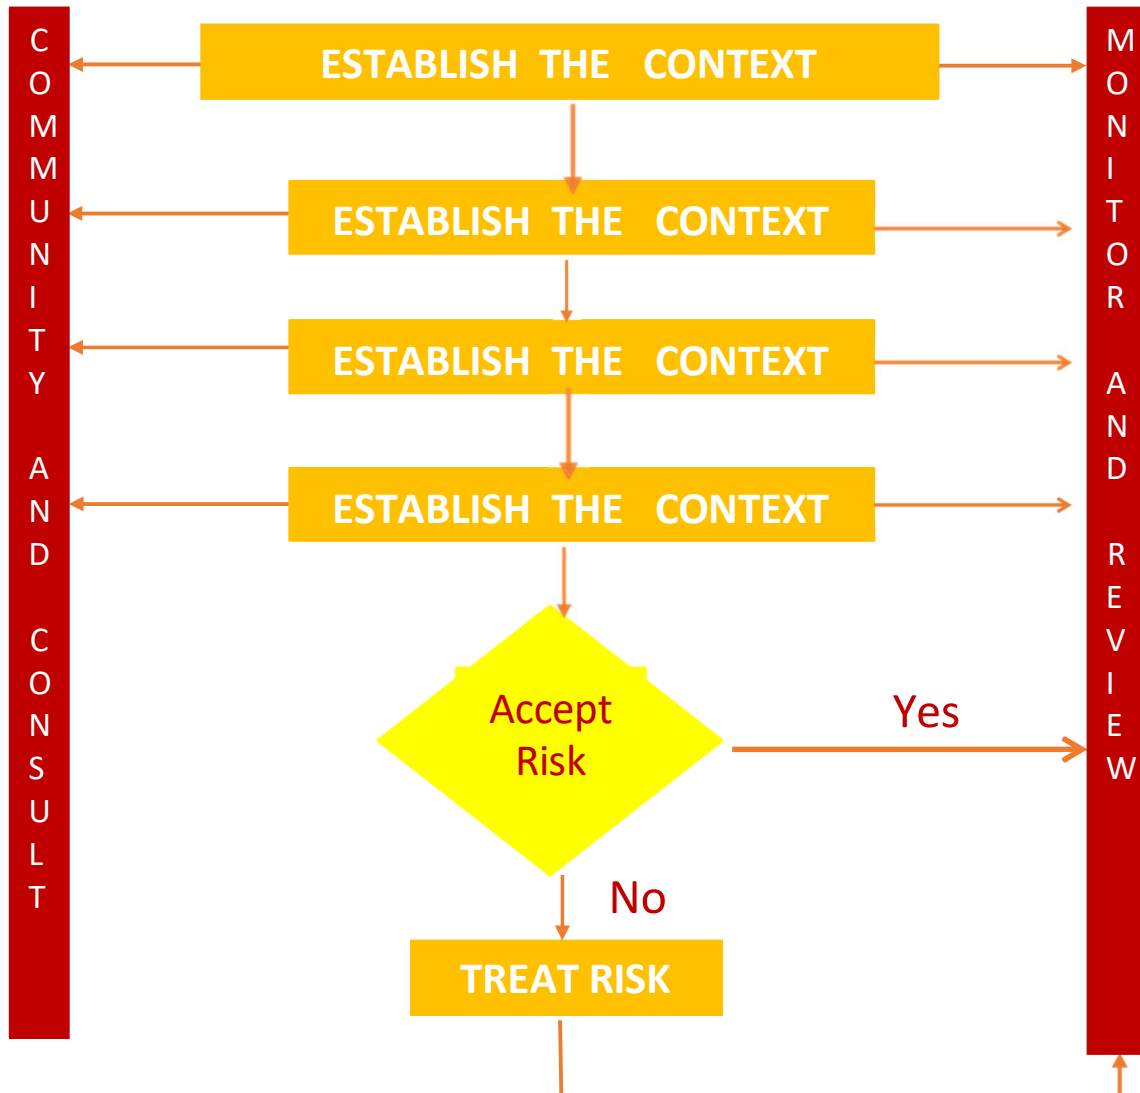 COMMUNITY AND CONSULT
ESTABLISH THE CONTEXT
ESTABLISH THE CONTEXT
ESTABLISH THE CONTEXT
ESTABLISH THE CONTEXT
Accept
Risk
Yes
No
TREAT RISK
MONITOR AND REVIEW